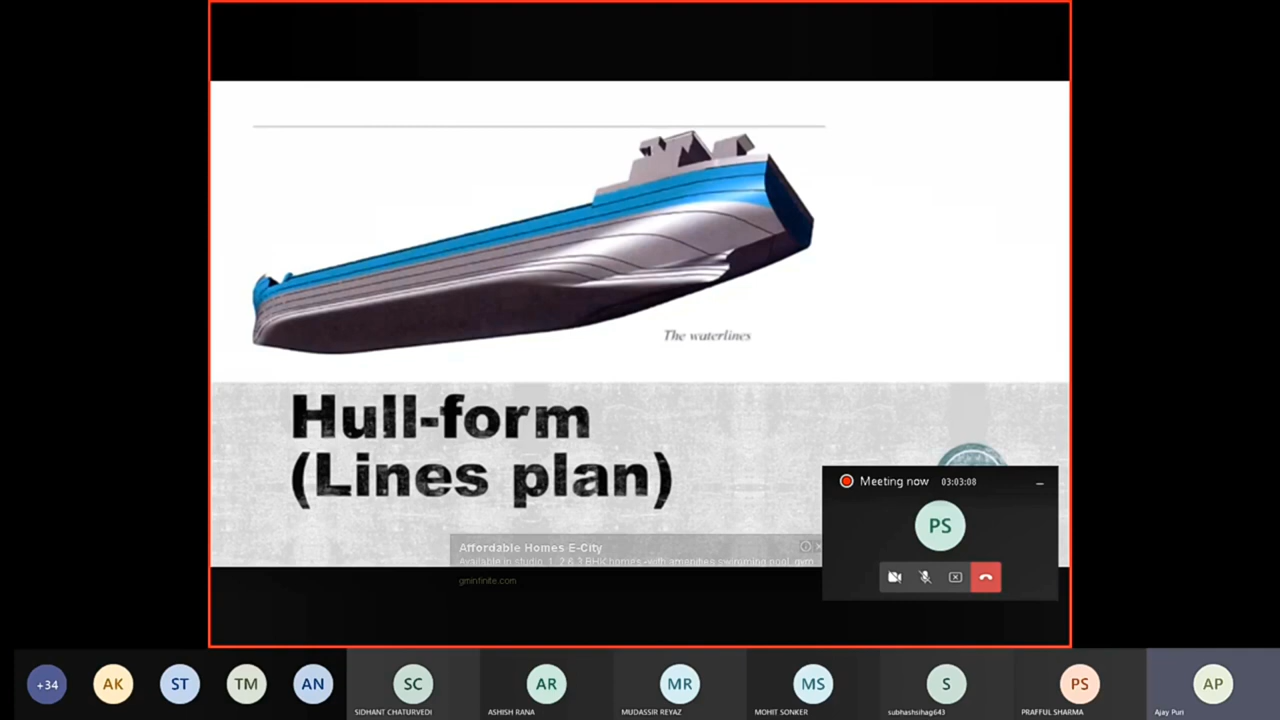 The waterlines
Hull-form
(Lines plan)
Meeting now 03:03:08
PS
Affordable Homes E-City
Available in studio, 1, 2 & 3 BHK homes -with amenities swimming pool, gym
gminfinite.com
+34
AK
ST
TM
AN
SC
AR
MR
MS
S
PS
AP
SIDHANT CHATURVEDI
ASHISH RANA
MUDASSIR REYAZ
MOHIT SONKER
subhashsihag643
PRAFFUL SHARMA
Ajay Puri